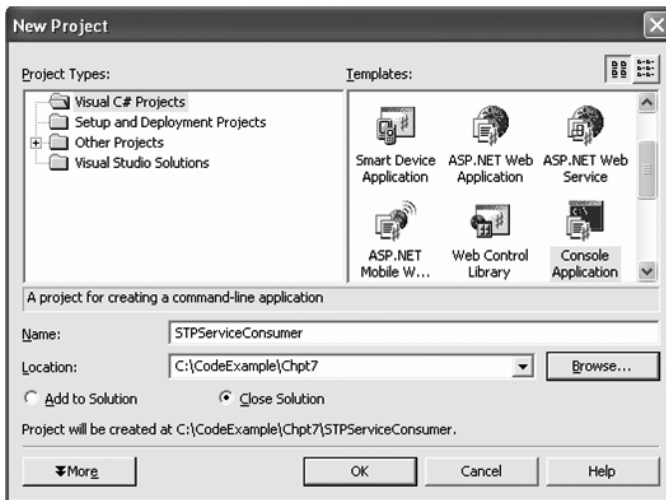 New Project
Project Types:
Templates:
Visual C# Projects
Setup and Deployment Projects
Other Projects
Visual Studio Solutions
Smart Device Application
ASP.NET Web Application
ASP.NET Web Service
ASP.NET Mobile W...
Web Control Library
Console Application
A project for creating a command-line application
Name: STPServiceConsumer
Location: C:\CodeExample\Chpt7 Browse...
Add to Solution Close Solution
Project will be created at C:\CodeExample\Chpt7\STPServiceConsumer.
More OK Cancel Help